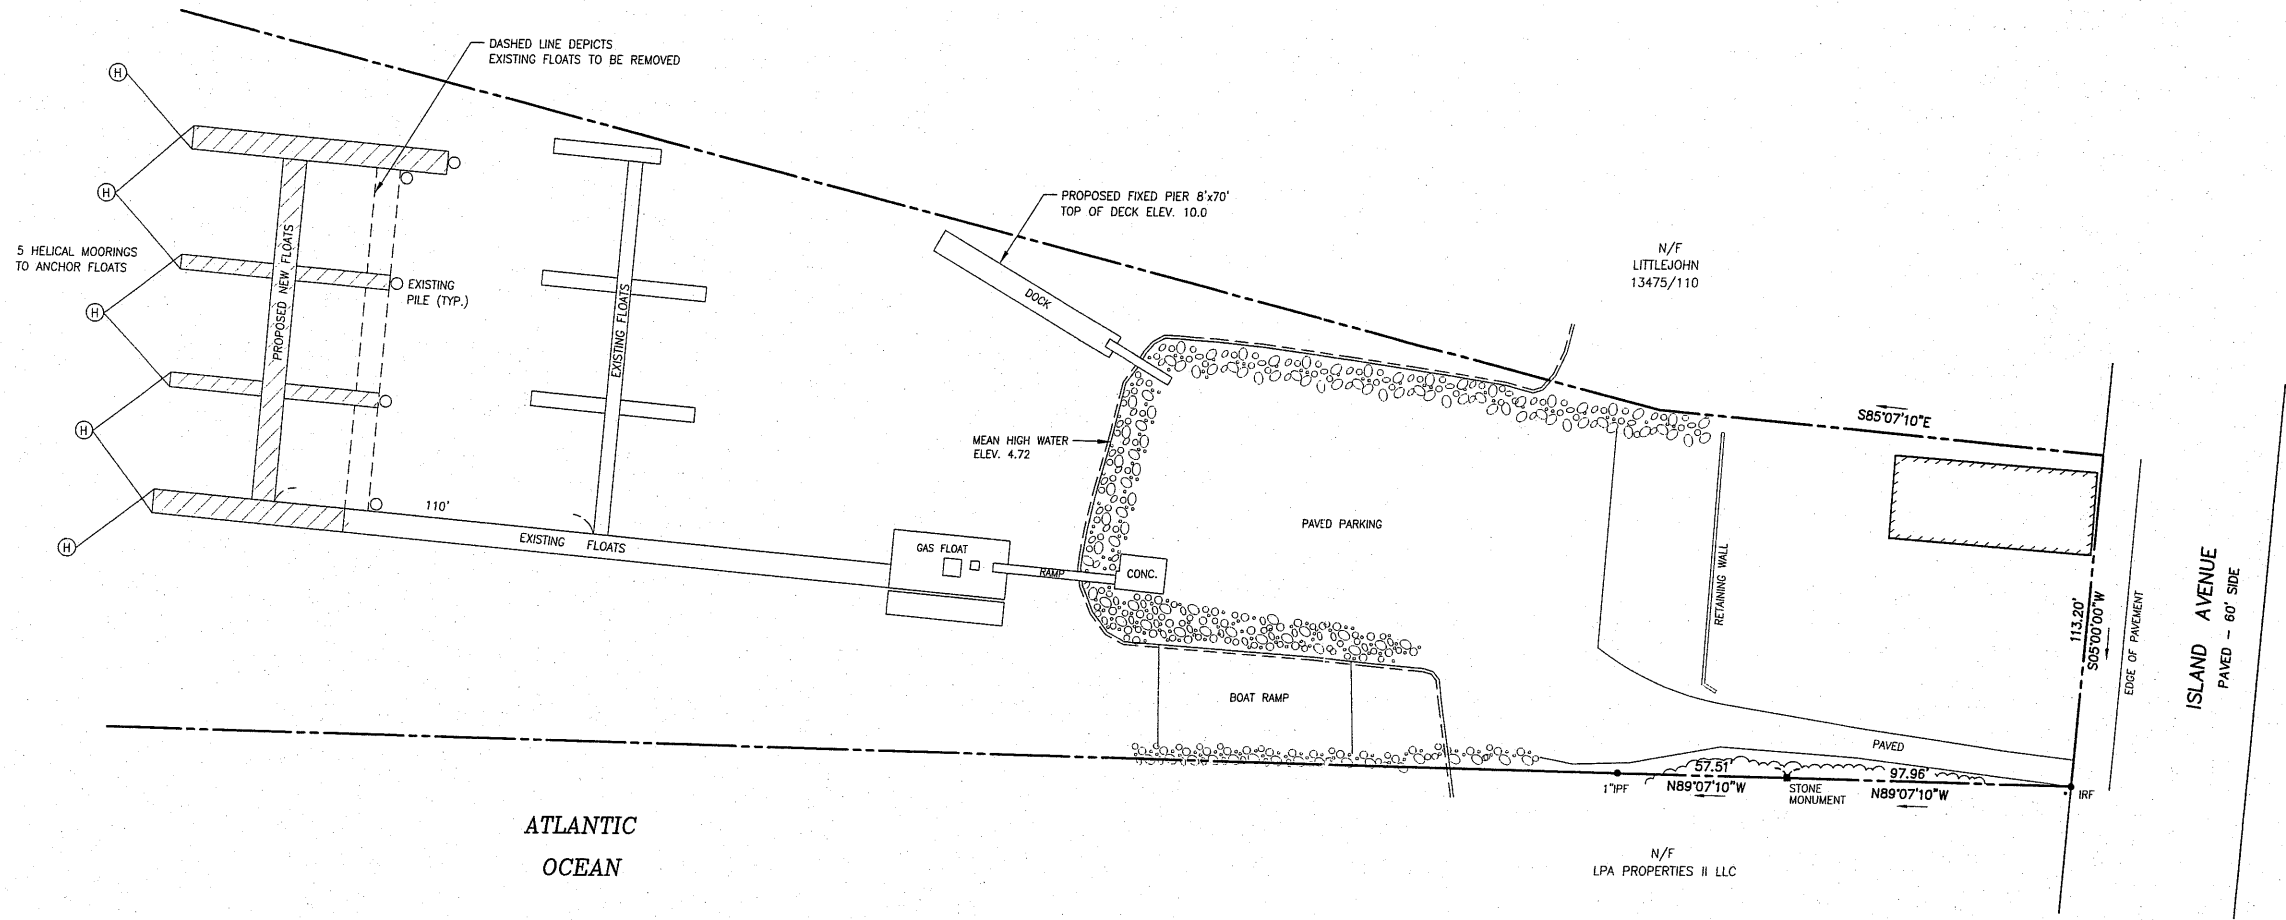 DASHED LINE DEPICTS
EXISTING FLOATS TO BE REMOVED
H
H
5 HELICAL MOORINGS
TO ANCHOR FLOATS
H
H
H
PROPOSED NEW FLOATS
EXISTING
PILE (TYP.)
EXISTING FLOATS
110'
EXISTING FLOATS
PROPOSED FIXED PIER 8'x70'
TOP OF DECK ELEV. 10.0
DOCK
N/F
LITTLEJOHN
13475/110
MEAN HIGH WATER
ELEV. 4.72
GAS FLOAT
RAMP
CONC.
PAVED PARKING
RETAINING WALL
BOAT RAMP
S85°07'10"E
113.20'
S05°00'00"W
EDGE OF PAVEMENT
ISLAND AVENUE
PAVED - 60' SIDE
PAVED
57.51'
N89°07'10"W
1"IPF
STONE
MONUMENT
97.96'
N89°07'10"W
IRF
ATLANTIC
OCEAN
N/F
LPA PROPERTIES II LLC